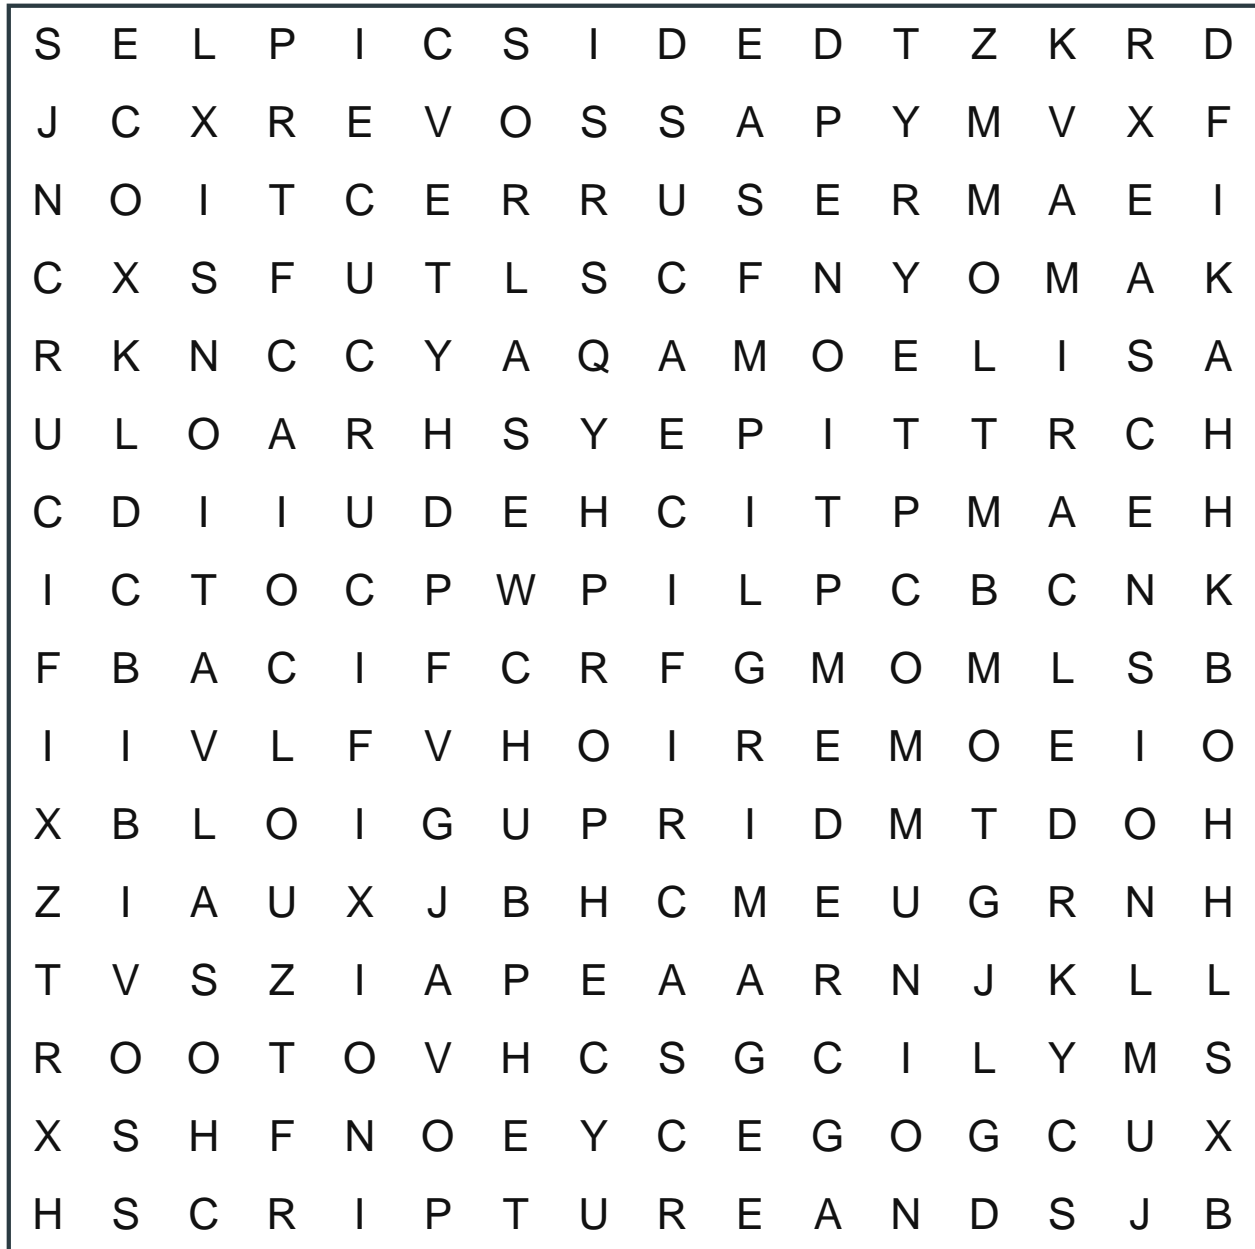 S E L P I C S I D E D T Z K R D
J C X R E V O S S A P Y M V X F
N O I T C E R R U S E R M A E I
C X S F U T L S C F N Y O M A K
R K N C C Y A Q A M O E L I S A
U L O A R H S Y E P I T T R C H
C D I I U D E H C I T P M A E H
I C T O C P W P I L P C B C N K
F B A C I F C R F G M O M L S B
I I V L F V H O I R E M O E I O
X B L O I G U P R I D M T D O H
Z I A U X J B H C M E U G R N H
T V S Z I A P E A A R N J K L L
R O O T O V H C S G C I L Y M S
X S H F N O E Y C E G O G C U X
H S C R I P T U R E A N D S J B